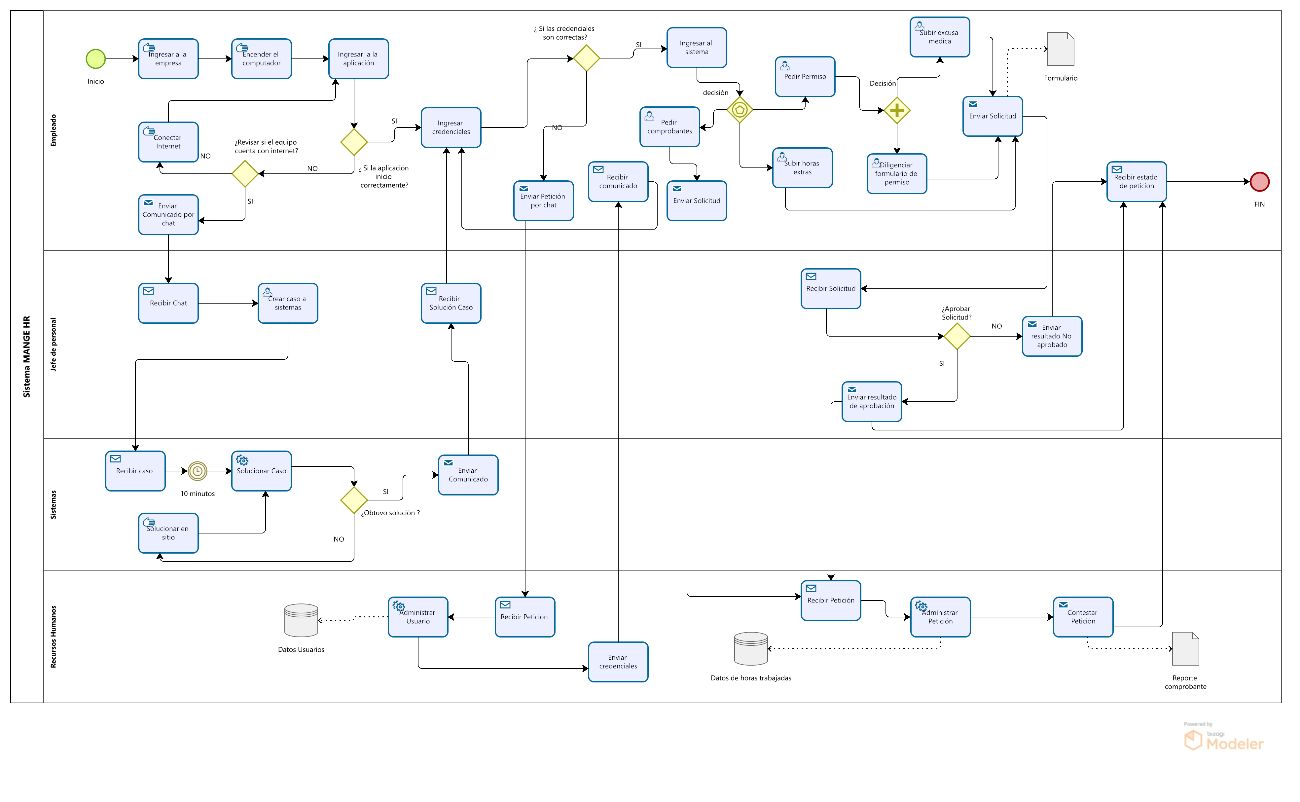 Sistema MANGE HR
Empleado
Inicio
Ingresar a la
empresa
Encender el
computador
Ingresar a la
aplicación
¿ Si la aplicacion
inicio
correctamente?
SI
NO
¿Revisar si el equipo
cuenta con internet?
NO
SI
Conectar
Internet
Enviar
Comunicado por
chat
Ingresar
credenciales
¿ Si las credenciales
son correctas?
SI
NO
Enviar Petición
por chat
Recibir
comunicado
Ingresar al
sistema
decisión
Pedir
comprobantes
Enviar Solicitud
Pedir Permiso
Subir horas
extras
Decisión
Subir excusa
medica
Diligenciar
formulario de
permiso
Enviar Solicitud
Formulario
Recibir estado
de peticion
FIN
Jefe de personal
Recibir Chat
Crear caso a
sistemas
Recibir
Solución Caso
Recibir Solicitud
¿Aprobar
Solicitud?
NO
SI
Enviar
resultado No
aprobado
Enviar resultado
de aprobación
Sistemas
Recibir caso
10 minutos
Solucionar Caso
Solucionar en
sitio
¿Obtuvo solución ?
SI
NO
Enviar
Comunicado
Recursos Humanos
Datos Usuarios
Administrar
Usuario
Recibir Peticion
Enviar
credenciales
Recibir Petición
Administrar
Petición
Contestar
Petición
Datos de horas trabajadas
Reporte
comprobante
Powered by
bizagi
Modeler